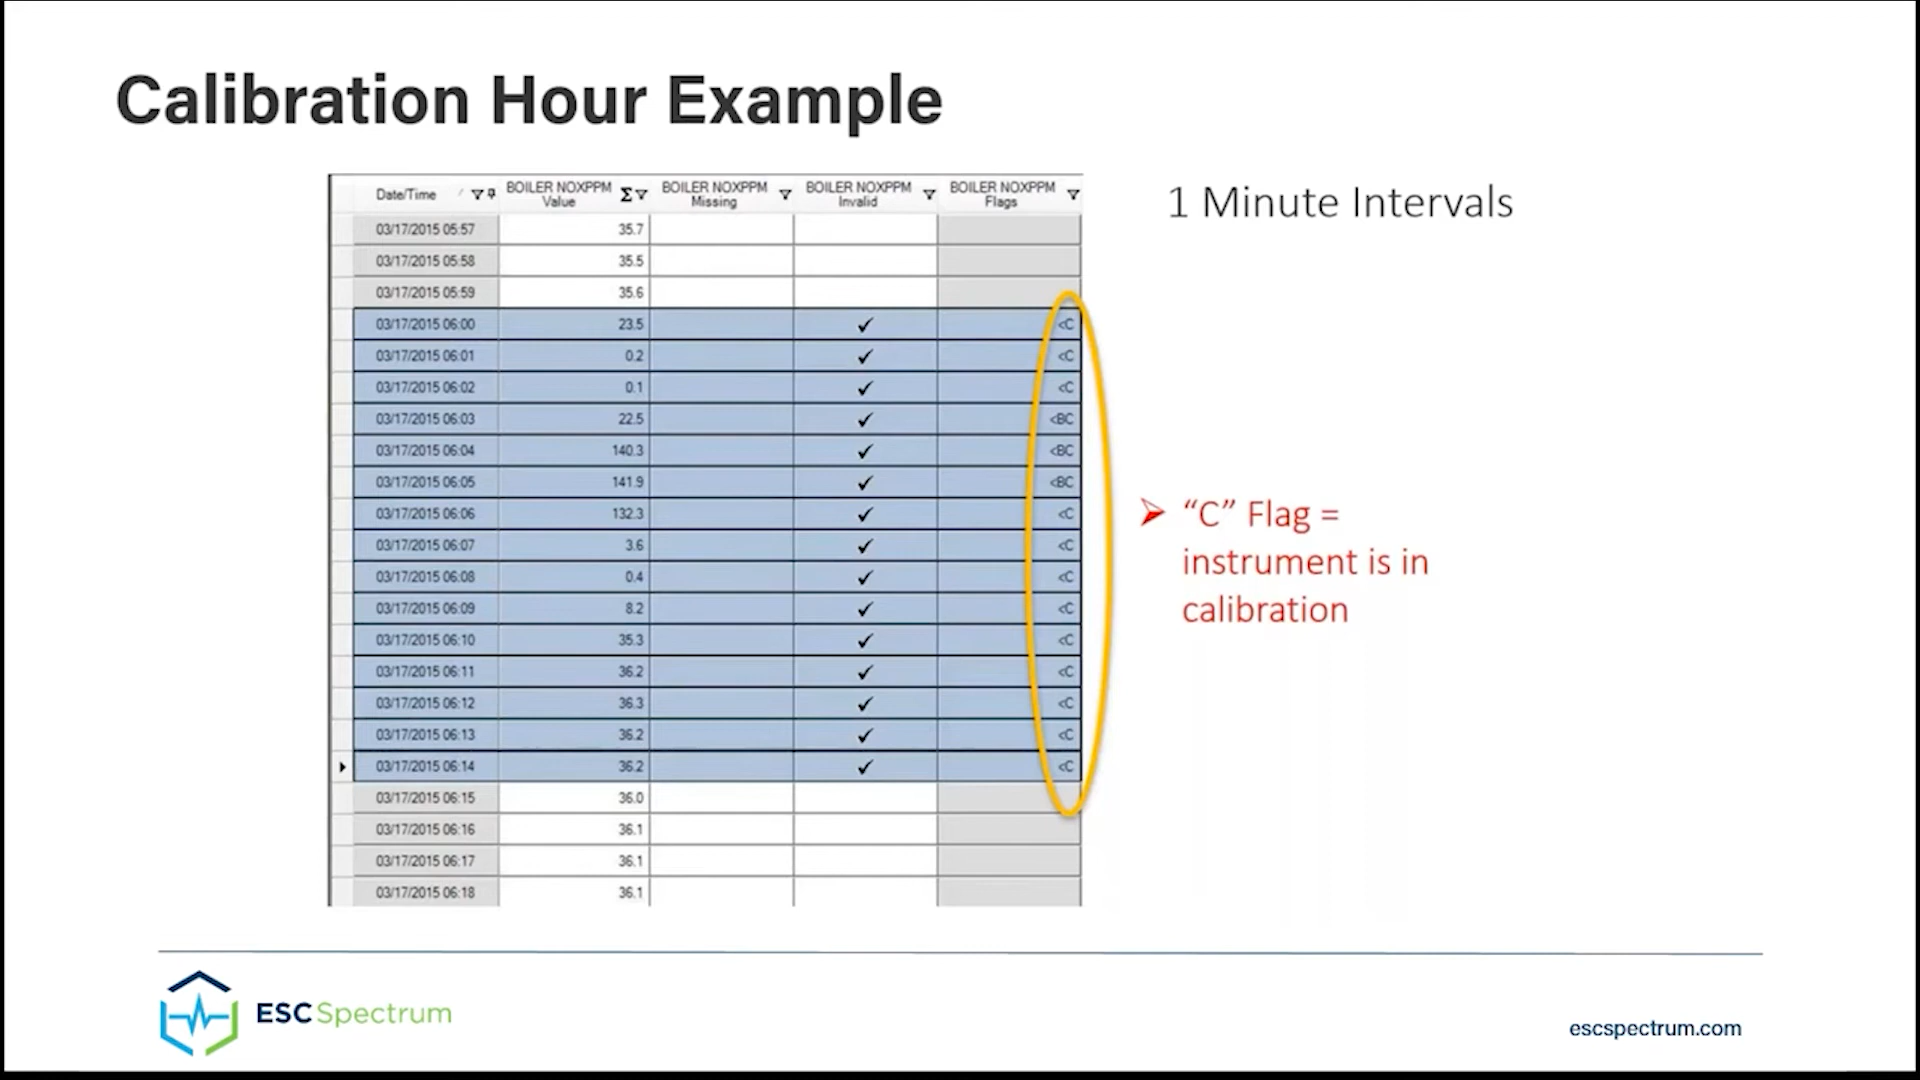 Calibration Hour Example
Date/Time BOILER NOXPPM Value Σ BOILER NOXPPM Missing BOILER NOXPPM Invalid BOILER NOXPPM Flags
03/17/2015 05:57 35.7
03/17/2015 05:58 35.5
03/17/2015 05:59 35.6
03/17/2015 06:00 23.5 ✓ <C
03/17/2015 06:01 0.2 ✓ <C
03/17/2015 06:02 0.1 ✓ <C
03/17/2015 06:03 22.5 ✓ <BC
03/17/2015 06:04 140.3 ✓ <BC
03/17/2015 06:05 141.9 ✓ <BC
03/17/2015 06:06 132.3 ✓ <C
03/17/2015 06:07 3.6 ✓ <C
03/17/2015 06:08 0.4 ✓ <C
03/17/2015 06:09 8.2 ✓ <C
03/17/2015 06:10 35.3 ✓ <C
03/17/2015 06:11 36.2 ✓ <C
03/17/2015 06:12 36.3 ✓ <C
03/17/2015 06:13 36.2 ✓ <C
03/17/2015 06:14 36.2 ✓ <C
03/17/2015 06:15 36.0
03/17/2015 06:16 36.1
03/17/2015 06:17 36.1
03/17/2015 06:18 36.1
1 Minute Intervals
➢ “C” Flag =
instrument is in
calibration
ESC Spectrum
escspectrum.com